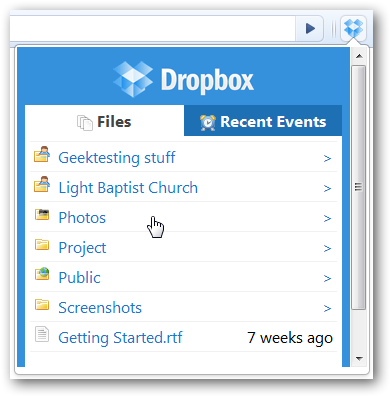 Dropbox
Files Recent Events
Geektesting stuff >
Light Baptist Church >
Photos >
Project >
Public >
Screenshots >
Getting Started.rtf 7 weeks ago